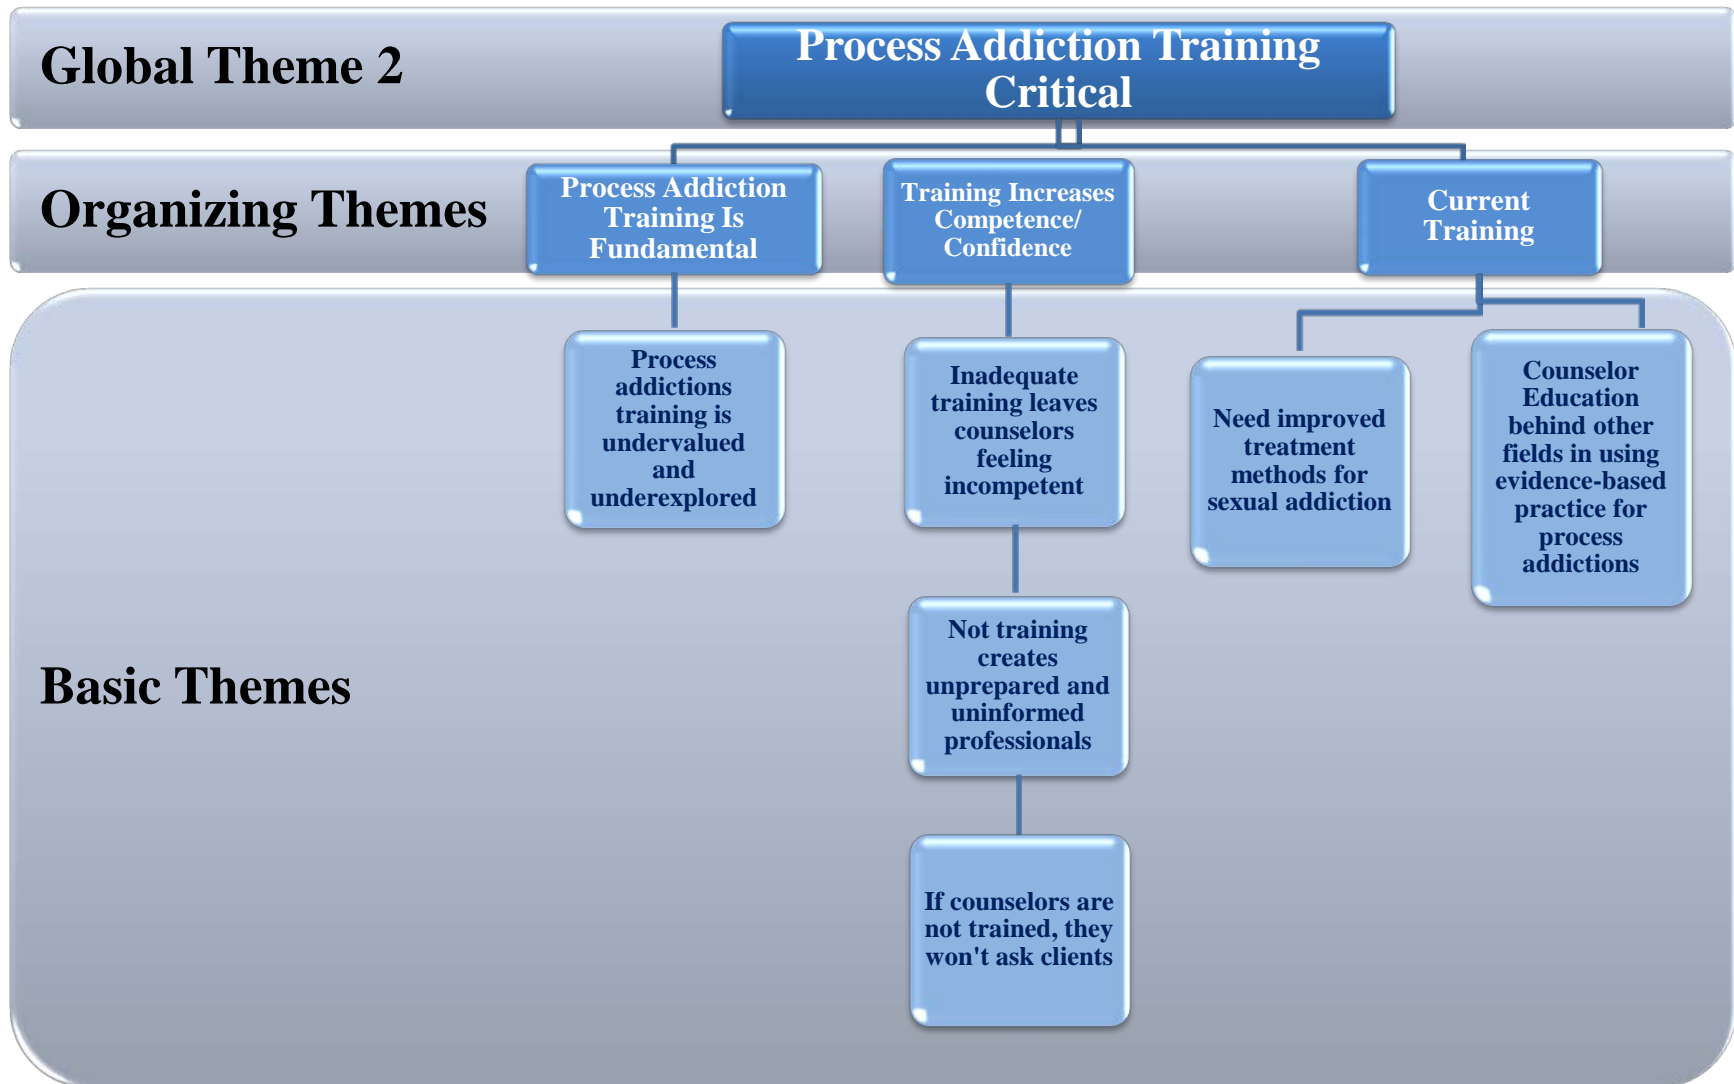 Global Theme 2
Process Addiction Training
Critical
Organizing Themes
Process Addiction
Training Is
Fundamental
Training Increases
Competence/
Confidence
Current
Training
Basic Themes
Process
addictions
training is
undervalued
and
underexplored
Inadequate
training leaves
counselors
feeling
incompetent
Not training
creates
unprepared and
uninformed
professionals
If counselors are
not trained, they
won't ask clients
Need improved
treatment
methods for
sexual addiction
Counselor
Education
behind other
fields in using
evidence-based
practice for
process
addictions